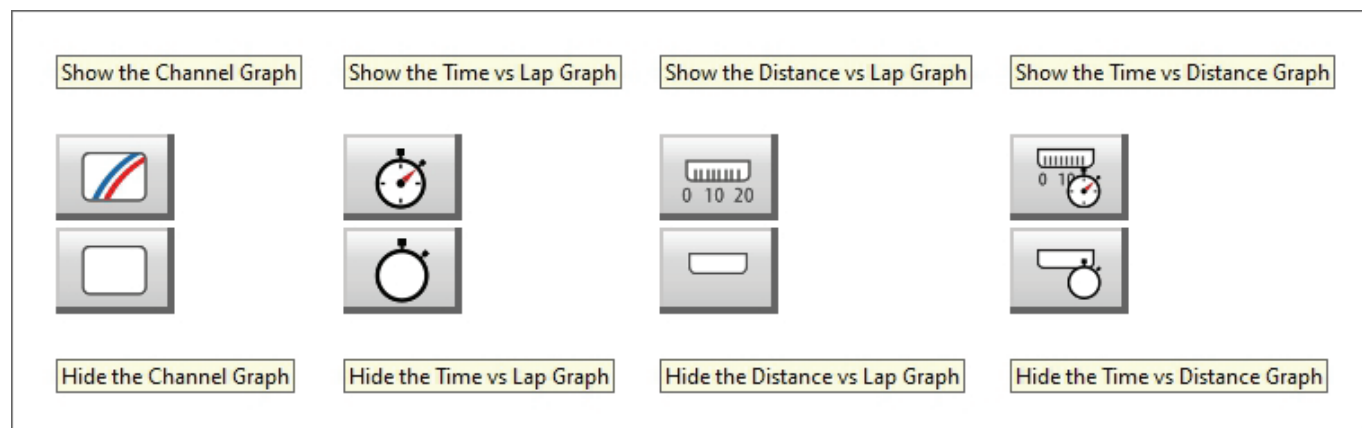 Show the Channel Graph
Show the Time vs Lap Graph
Show the Distance vs Lap Graph
Show the Time vs Distance Graph
0 10 20
0 10
Hide the Channel Graph
Hide the Time vs Lap Graph
Hide the Distance vs Lap Graph
Hide the Time vs Distance Graph